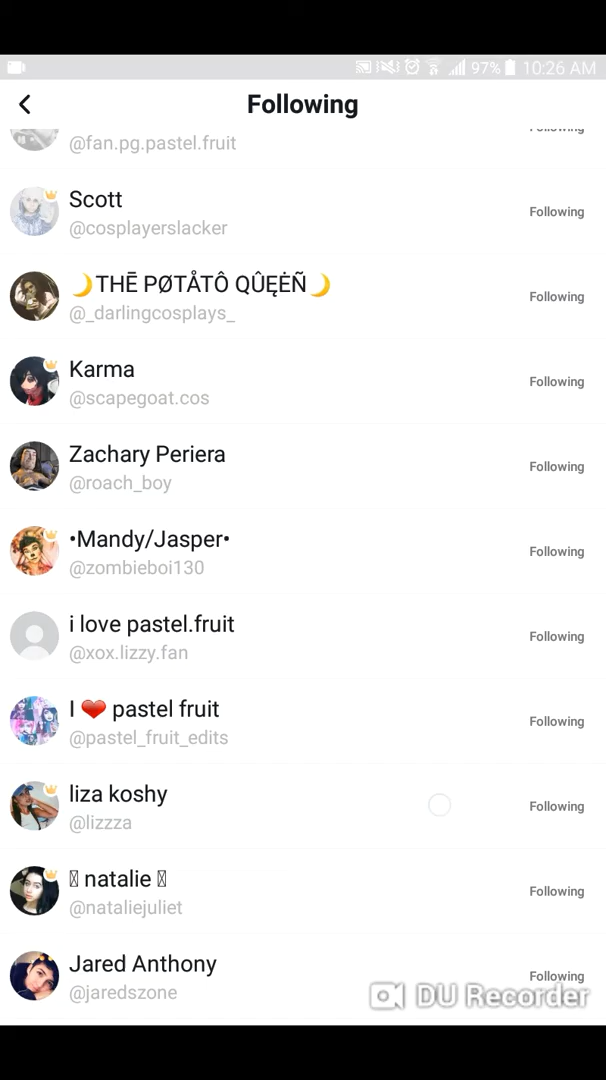 97% 10:26 AM
Following
@fan.pg.pastel.fruit
Following
Scott
@cosplayerslacker
Following
🌙THĒ PØTÅTÔ QÛĘĖÑ🌙
@_darlingcosplays_
Following
Karma
@scapegoat.cos
Following
Zachary Periera
@roach_boy
Following
•Mandy/Jasper•
@zombieboi130
Following
i love pastel.fruit
@xox.lizzy.fan
Following
I ❤️ pastel fruit
@pastel_fruit_edits
Following
liza koshy
@lizzza
Following
natalie
@nataliejuliet
Following
Jared Anthony
@jaredszone
Following
DU Recorder